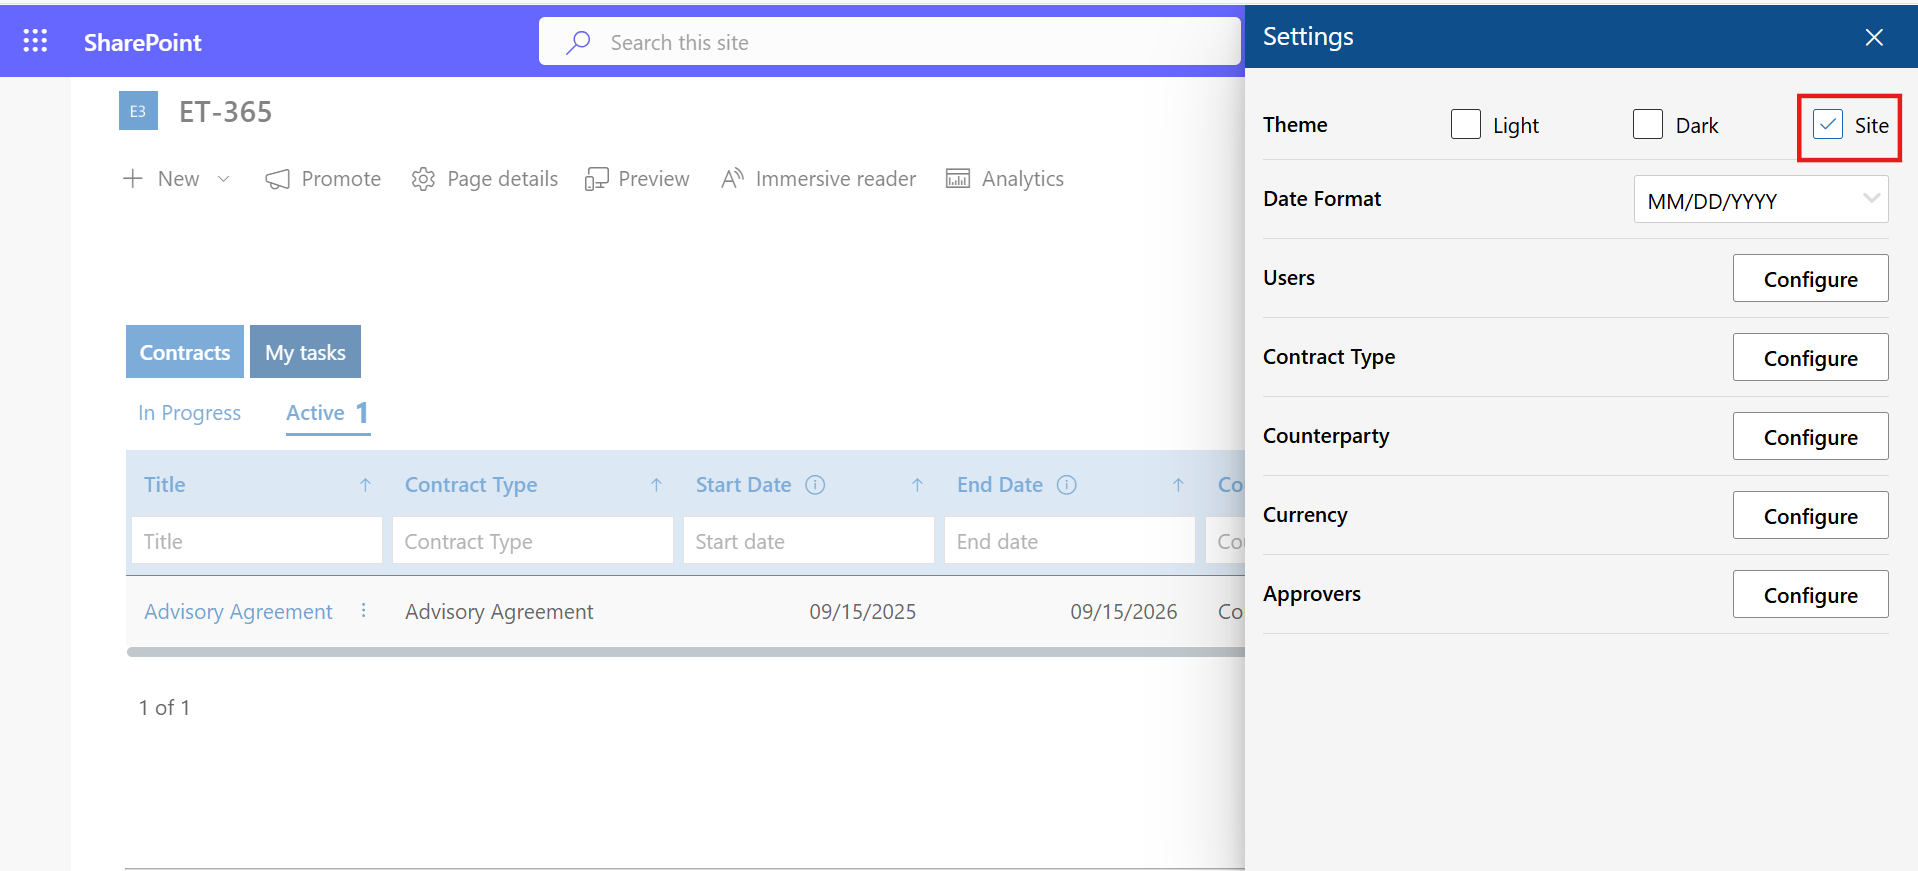 SharePoint
Search this site
Settings
E3
ET-365
Theme
Light
Dark
Site
New
Promote
Page details
Preview
Immersive reader
Analytics
Date Format
MM/DD/YYYY
Users
Configure
Contracts
My tasks
Contract Type
Configure
In Progress
Active 1
Counterparty
Configure
Title
Contract Type
Start Date
End Date
Co
Currency
Configure
Title
Contract Type
Start date
End date
Co
Advisory Agreement
Advisory Agreement
09/15/2025
09/15/2026
Co
Approvers
Configure
1 of 1